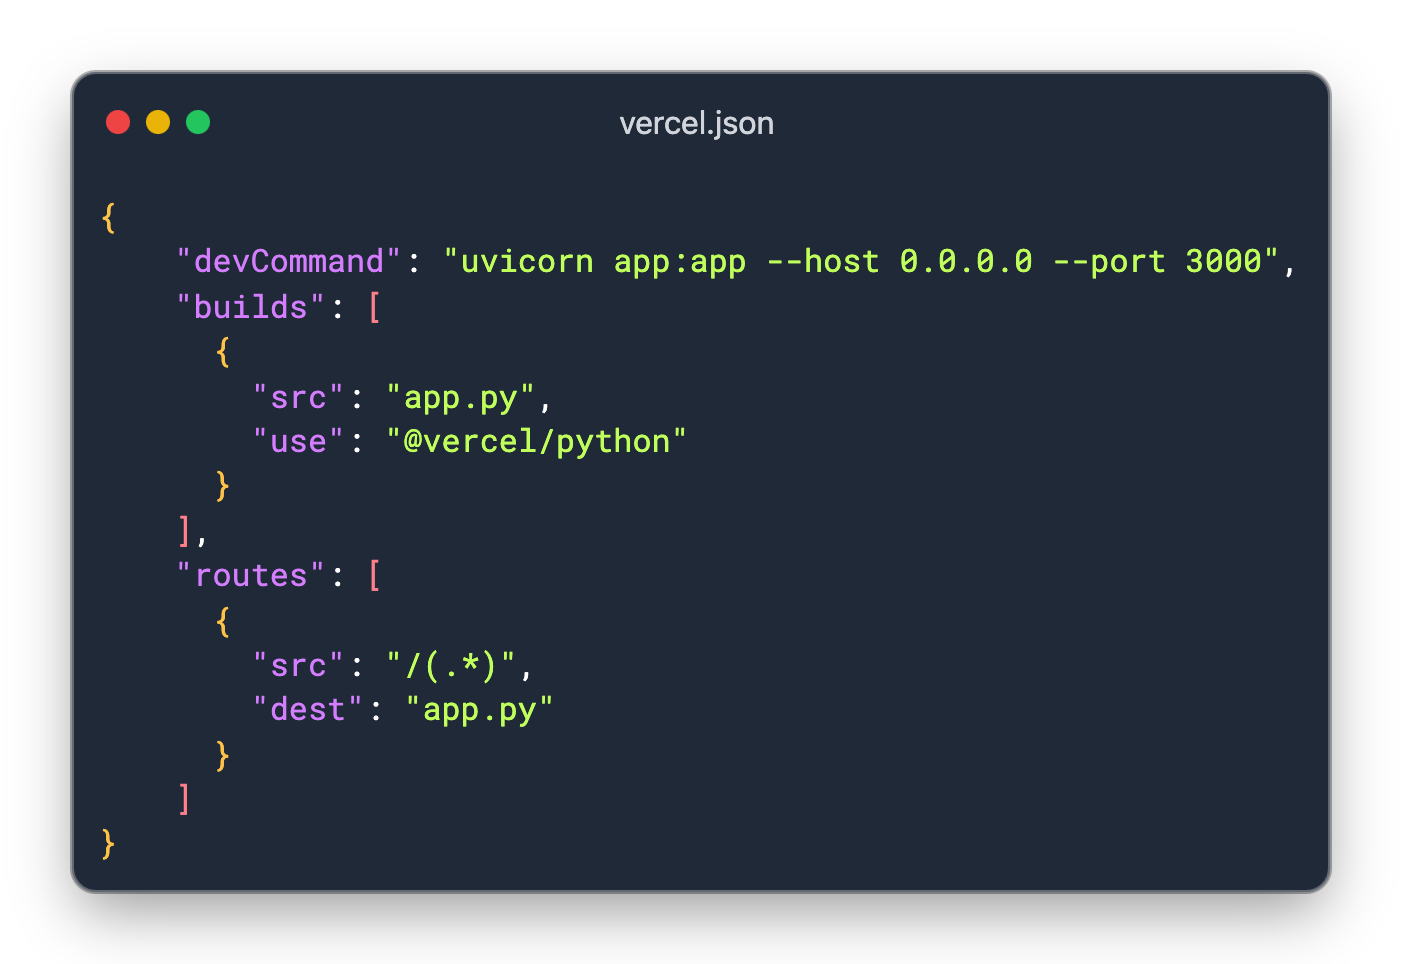 vercel.json
{
    "devCommand": "uvicorn app:app --host 0.0.0.0 --port 3000",
    "builds": [
      {
        "src": "app.py",
        "use": "@vercel/python"
      }
    ],
    "routes": [
      {
        "src": "/(.*)",
        "dest": "app.py"
      }
    ]
}